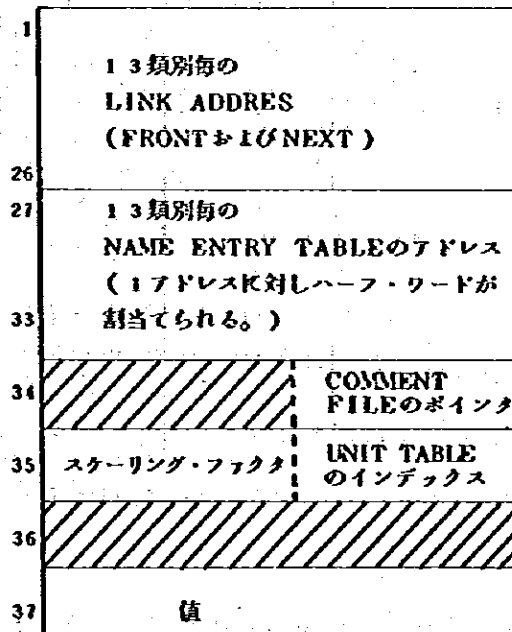 1
13類別毎の
LINK ADDRES
(FRONTおよびNEXT)
26
27
13類別毎の
NAME ENTRY TABLEのアドレス
(1アドレスに対しハーフ・ワードが
33
割当てられる。)
34
COMMENT
FILEのポインタ
35
スケーリング・ファクタ
UNIT TABLE
のインデックス
36
37
値